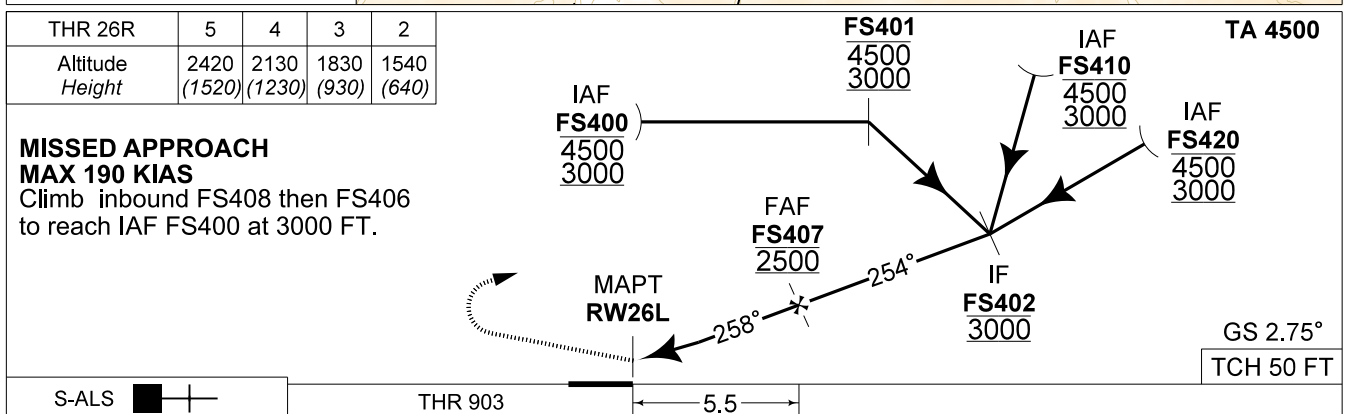 THR 26R 5 4 3 2
Altitude 2420 2130 1830 1540
Height (1520) (1230) (930) (640)
MISSED APPROACH
MAX 190 KIAS
Climb inbound FS408 then FS406
to reach IAF FS400 at 3000 FT.
IAF
FS400
4500
3000
FS401
4500
3000
IAF
FS410
4500
3000
TA 4500
IAF
FS420
4500
3000
FAF
FS407
2500
254°
IF
FS402
3000
MAPT
RW26L
258°
GS 2.75°
TCH 50 FT
S-ALS
THR 903
5.5